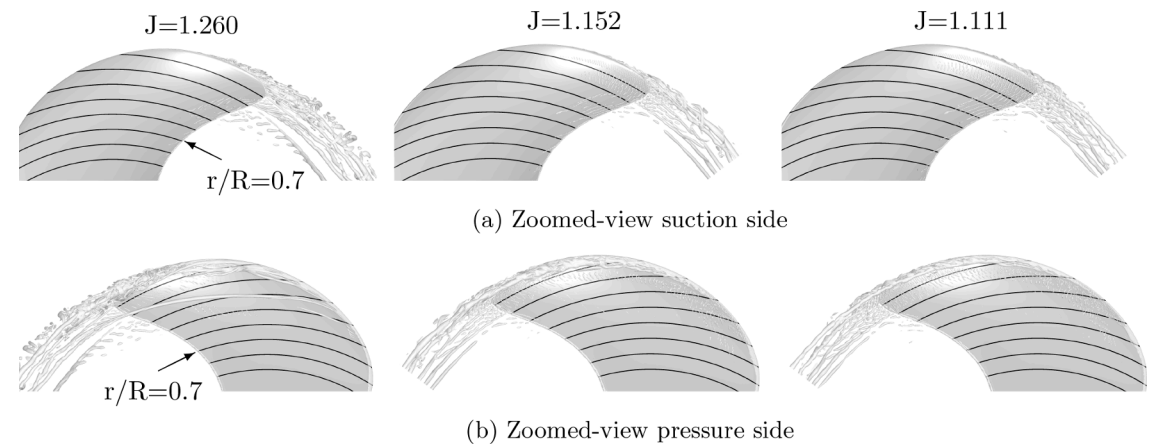 J=1.260
J=1.152
J=1.111
r/R=0.7
(a) Zoomed-view suction side
r/R=0.7
(b) Zoomed-view pressure side